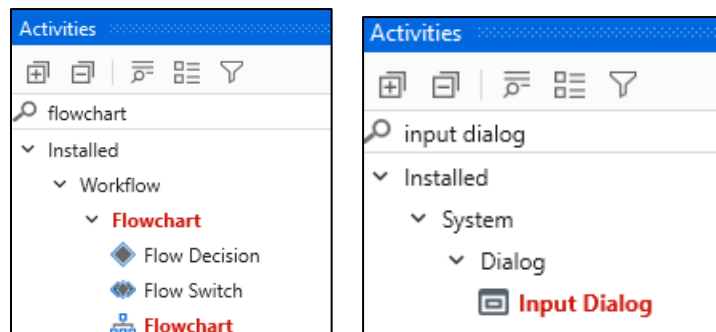 Activities
flowchart
Installed
Workflow
Flowchart
Flow Decision
Flow Switch
Flowchart
Activities
input dialog
Installed
System
Dialog
Input Dialog